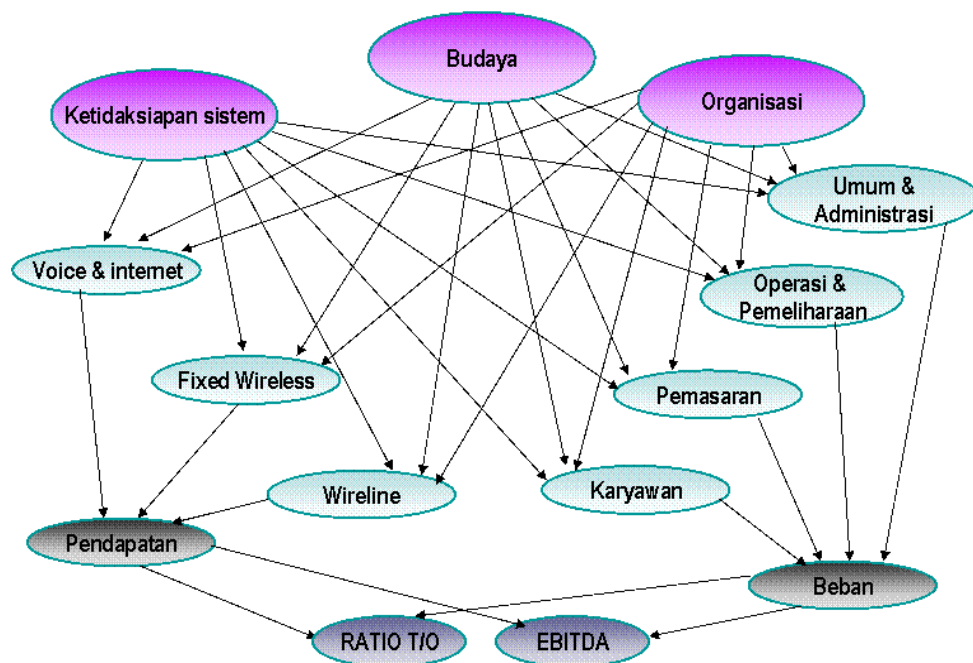 Budaya
Ketidaksiapan sistem
Organisasi
Umum &
Administrasi
Voice & internet
Operasi &
Pemeliharaan
Fixed Wireless
Pemasaran
Wireline
Karyawan
Pendapatan
Beban
RATIO T/O
EBITDA